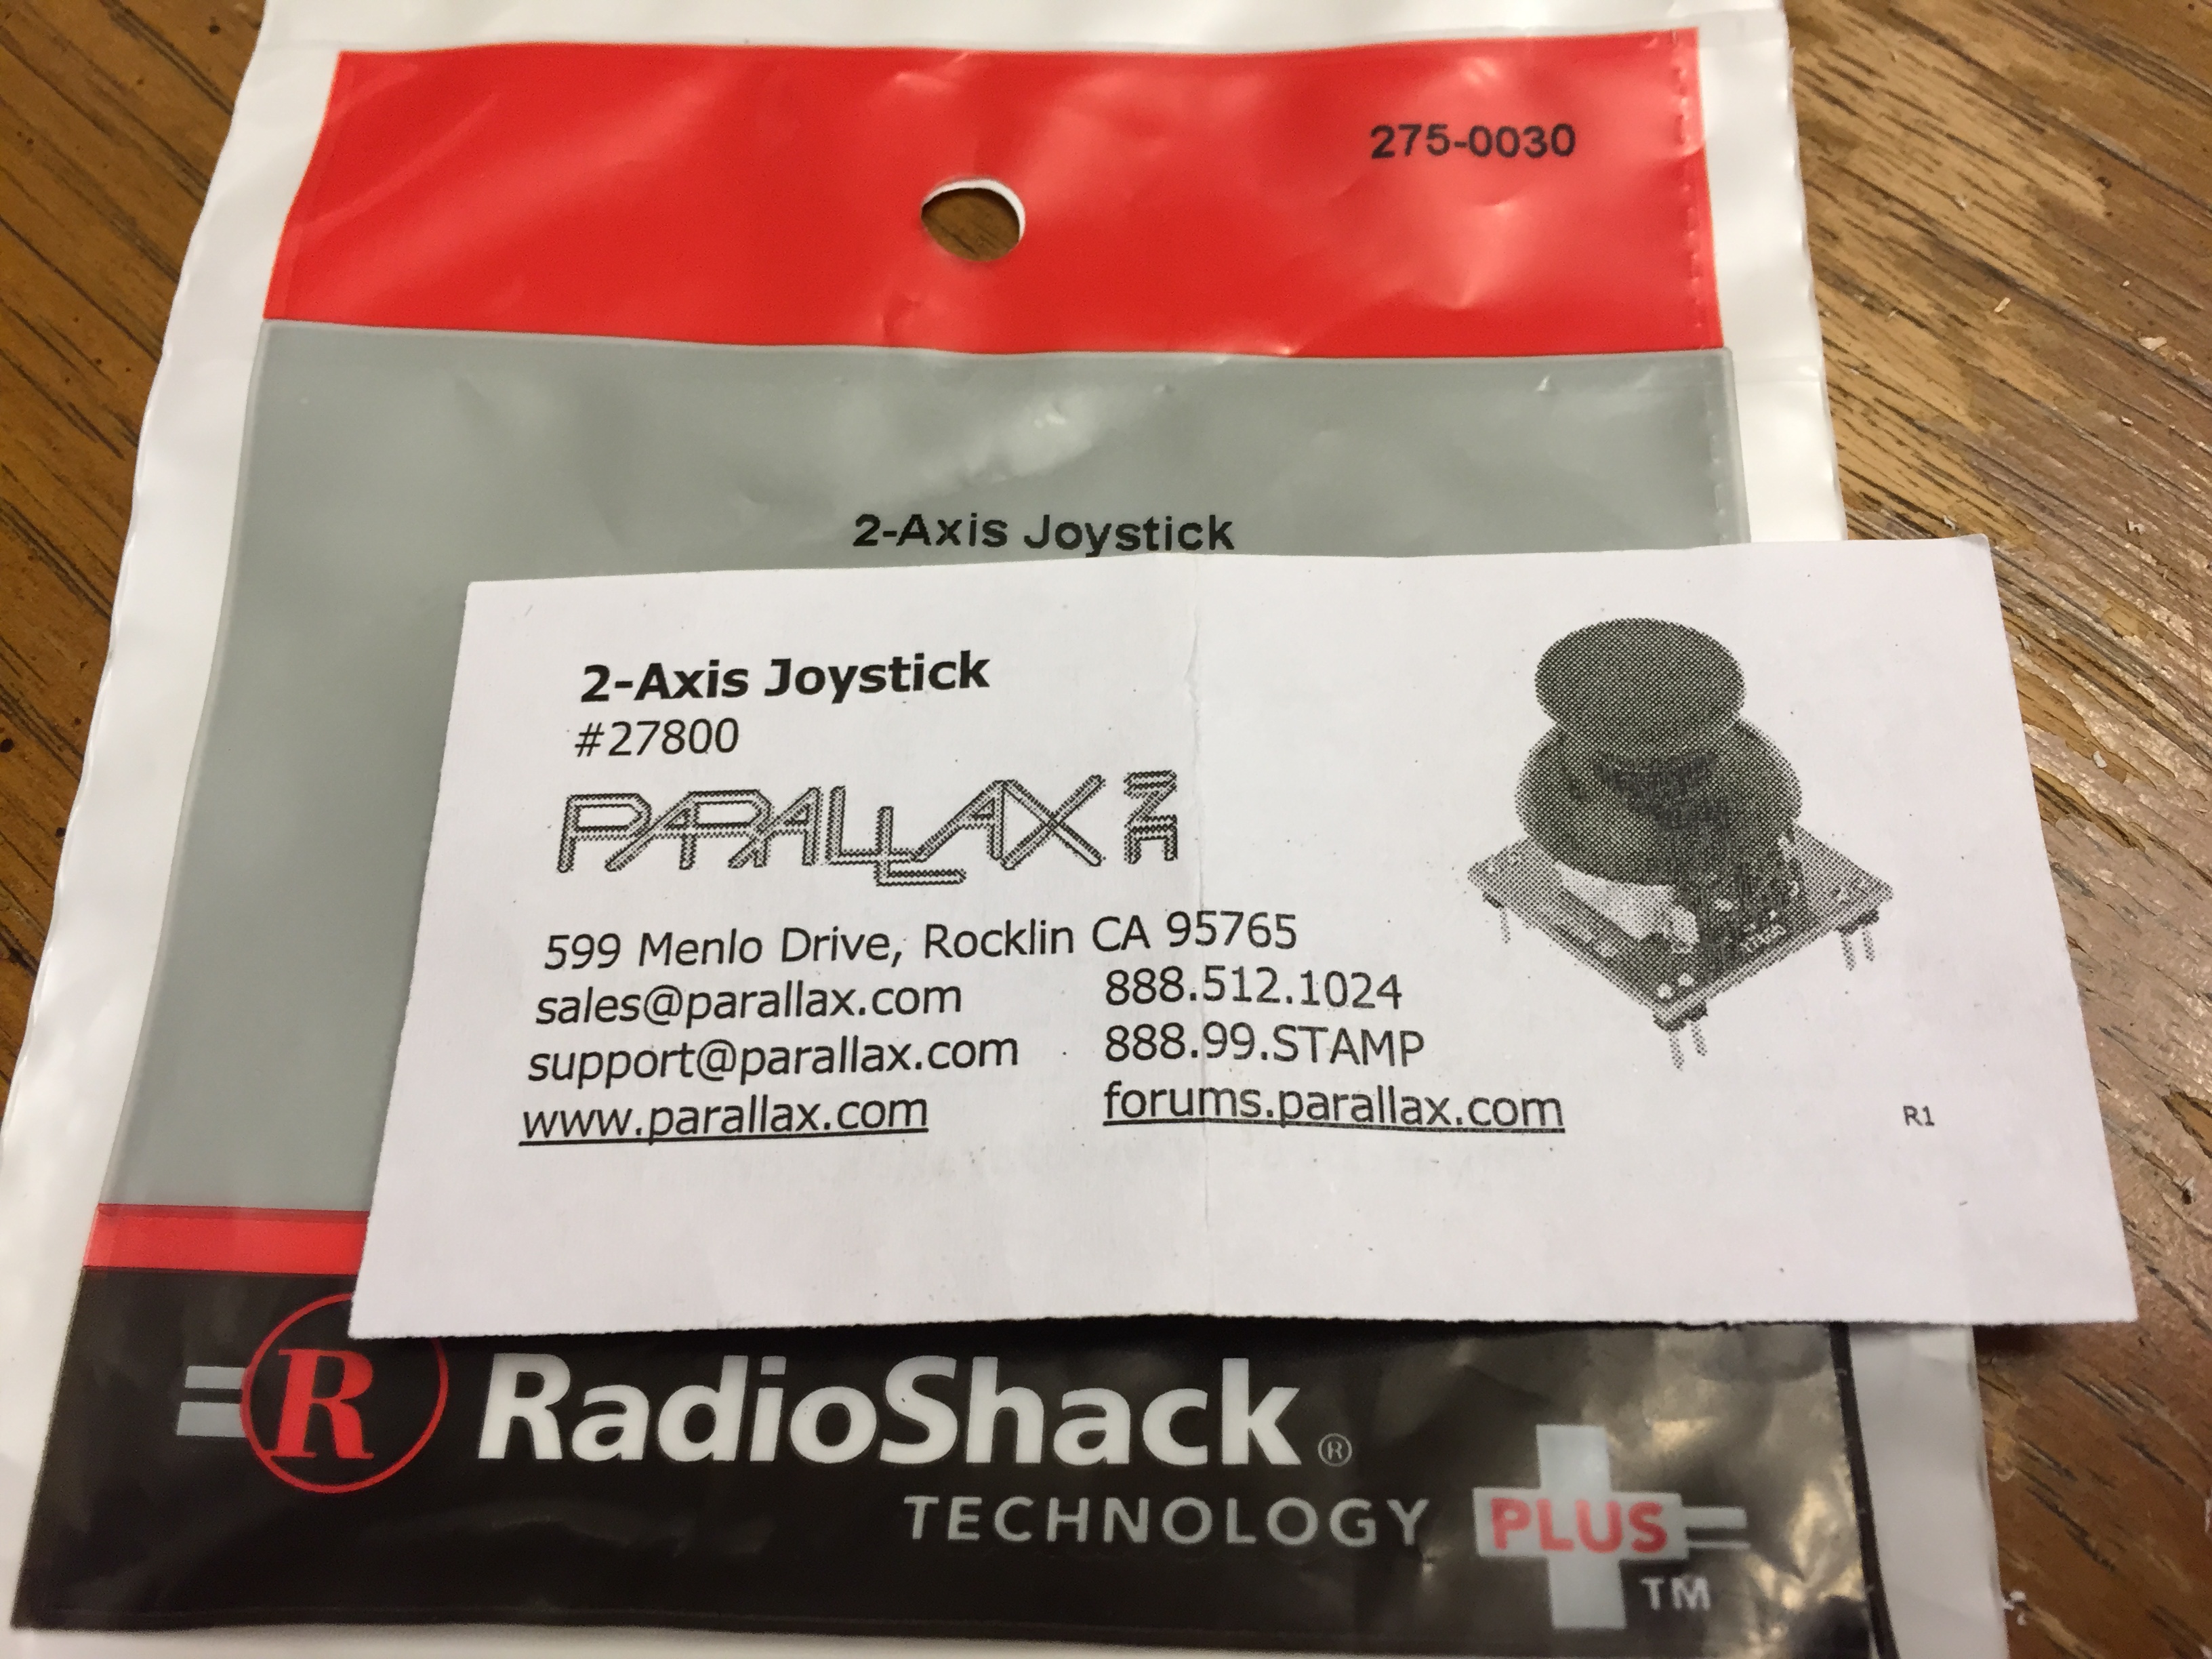 275-0030
2-Axis Joystick
2-Axis Joystick
#27800
PARALLAX
599 Menlo Drive, Rocklin CA 95765
sales@parallax.com 888.512.1024
support@parallax.com 888.99.STAMP
www.parallax.com forums.parallax.com
R1
R RadioShack®
TECHNOLOGY PLUS
TM